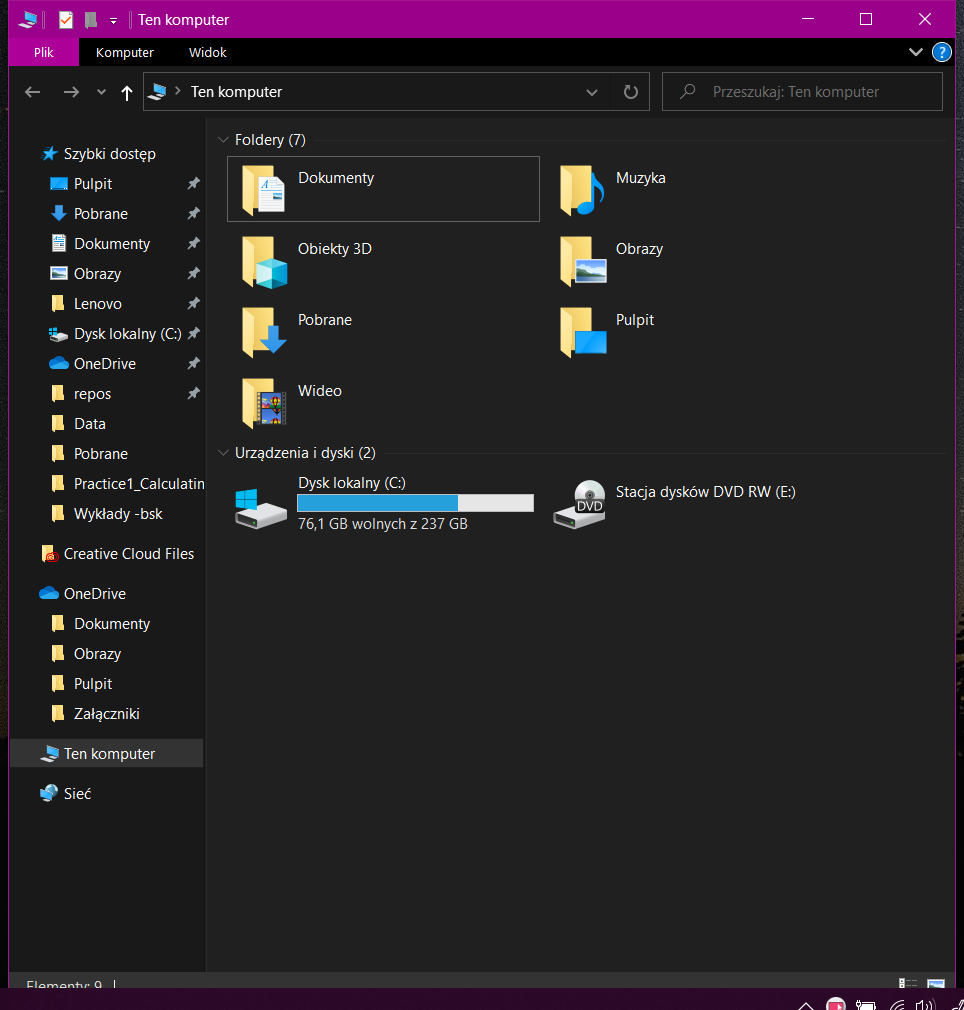 Ten komputer
Plik Komputer Widok
Ten komputer
Przeszukaj: Ten komputer
Szybki dostęp
Pulpit
Pobrane
Dokumenty
Obrazy
Lenovo
Dysk lokalny (C:)
OneDrive
repos
Data
Pobrane
Practice1_Calculatin
Wykłady -bsk
Creative Cloud Files
OneDrive
Dokumenty
Obrazy
Pulpit
Załączniki
Ten komputer
Sieć
Foldery (7)
Dokumenty
Muzyka
Obiekty 3D
Obrazy
Pobrane
Pulpit
Wideo
Urządzenia i dyski (2)
Dysk lokalny (C:)
76,1 GB wolnych z 237 GB
DVD
Stacja dysków DVD RW (E:)
Elementy: 9